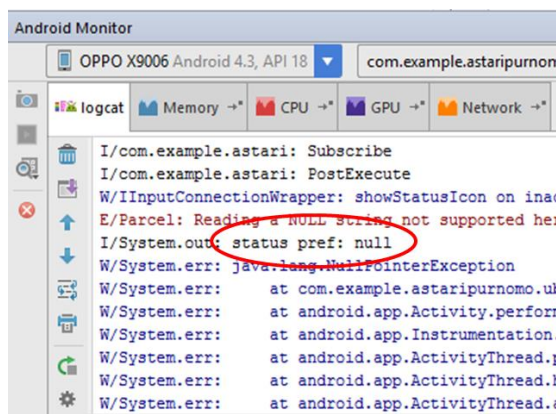 Android Monitor
OPPO X9006 Android 4.3, API 18 com.example.astaripurnom
logcat Memory CPU GPU Network
I/com.example.astari: Subscribe
I/com.example.astari: PostExecute
W/IInputConnectionWrapper: showStatusIcon on inac
E/Parcel: Reading a NULL string not supported her
I/System.out: status pref: null
W/System.err: java.lang.NullPointerException
W/System.err: at com.example.astaripurnomo.ub
W/System.err: at android.app.Activity.perform
W/System.err: at android.app.Instrumentation.
W/System.err: at android.app.ActivityThread.p
W/System.err: at android.app.ActivityThread.h
W/System.err: at android.app.ActivityThread.a